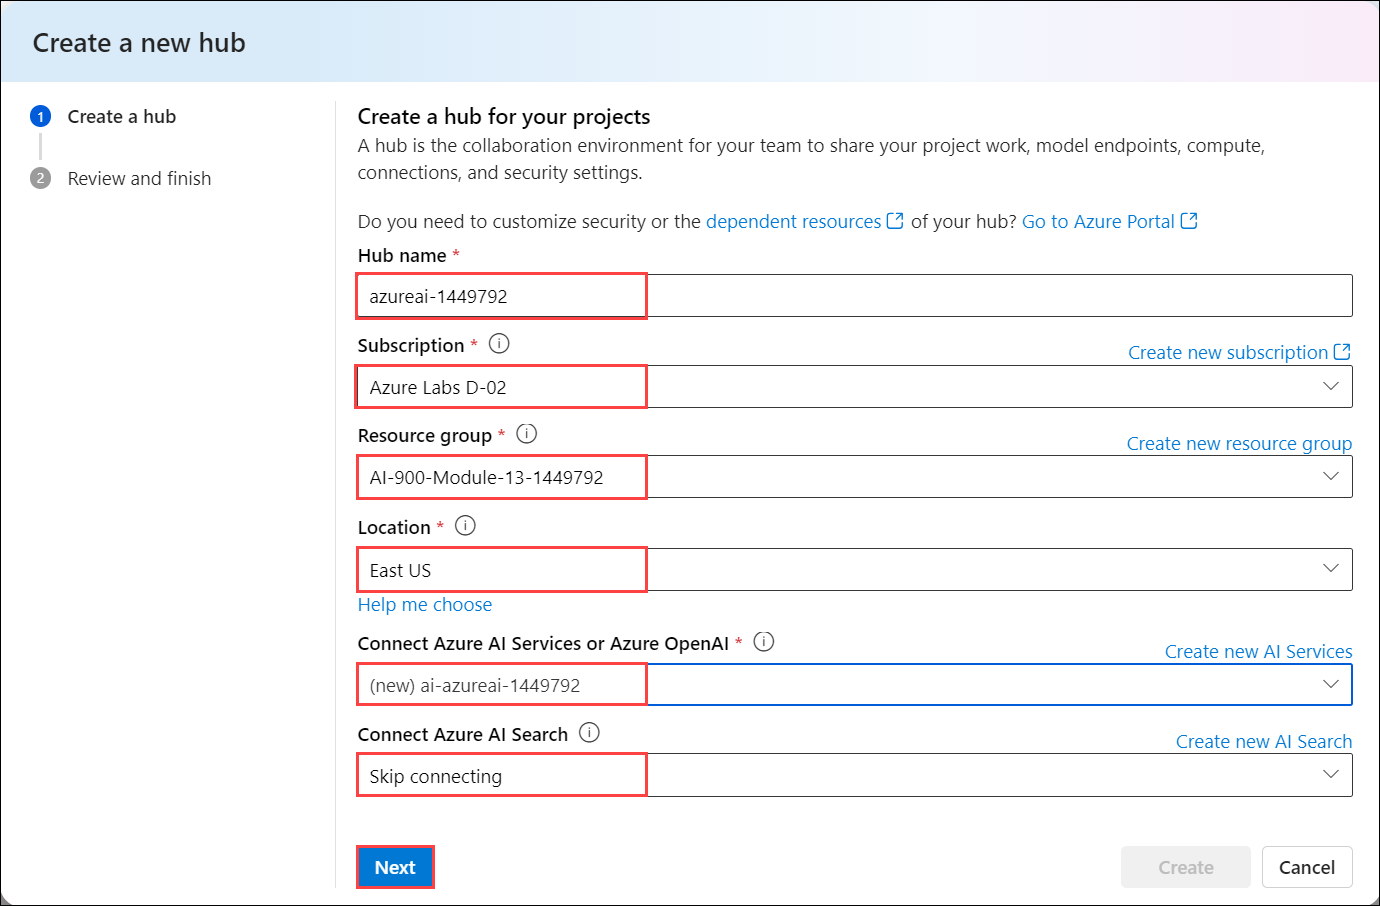 Create a new hub
1 Create a hub
2 Review and finish
Create a hub for your projects
A hub is the collaboration environment for your team to share your project work, model endpoints, compute,
connections, and security settings.
Do you need to customize security or the dependent resources of your hub? Go to Azure Portal
Hub name *
azureai-1449792
Subscription *
Create new subscription
Azure Labs D-02
Resource group *
Create new resource group
AI-900-Module-13-1449792
Location *
East US
Help me choose
Connect Azure AI Services or Azure OpenAI *
Create new AI Services
(new) ai-azureai-1449792
Connect Azure AI Search
Create new AI Search
Skip connecting
Next
Create
Cancel